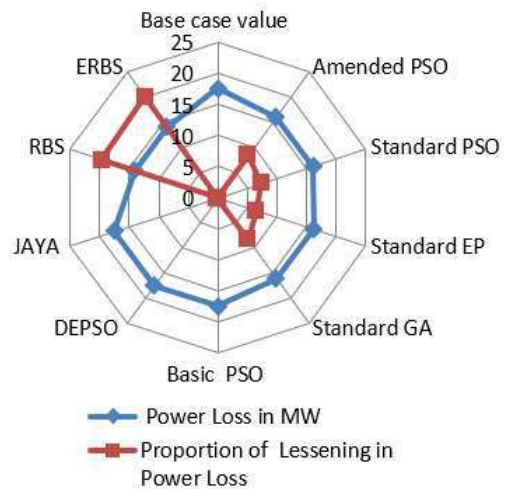 Base case value
25
20
15
10
5
0
Amended PSO
Standard PSO
Standard EP
Standard GA
Basic PSO
DEPSO
JAYA
RBS
ERBS
Power Loss in MW
Proportion of Lessening in
Power Loss